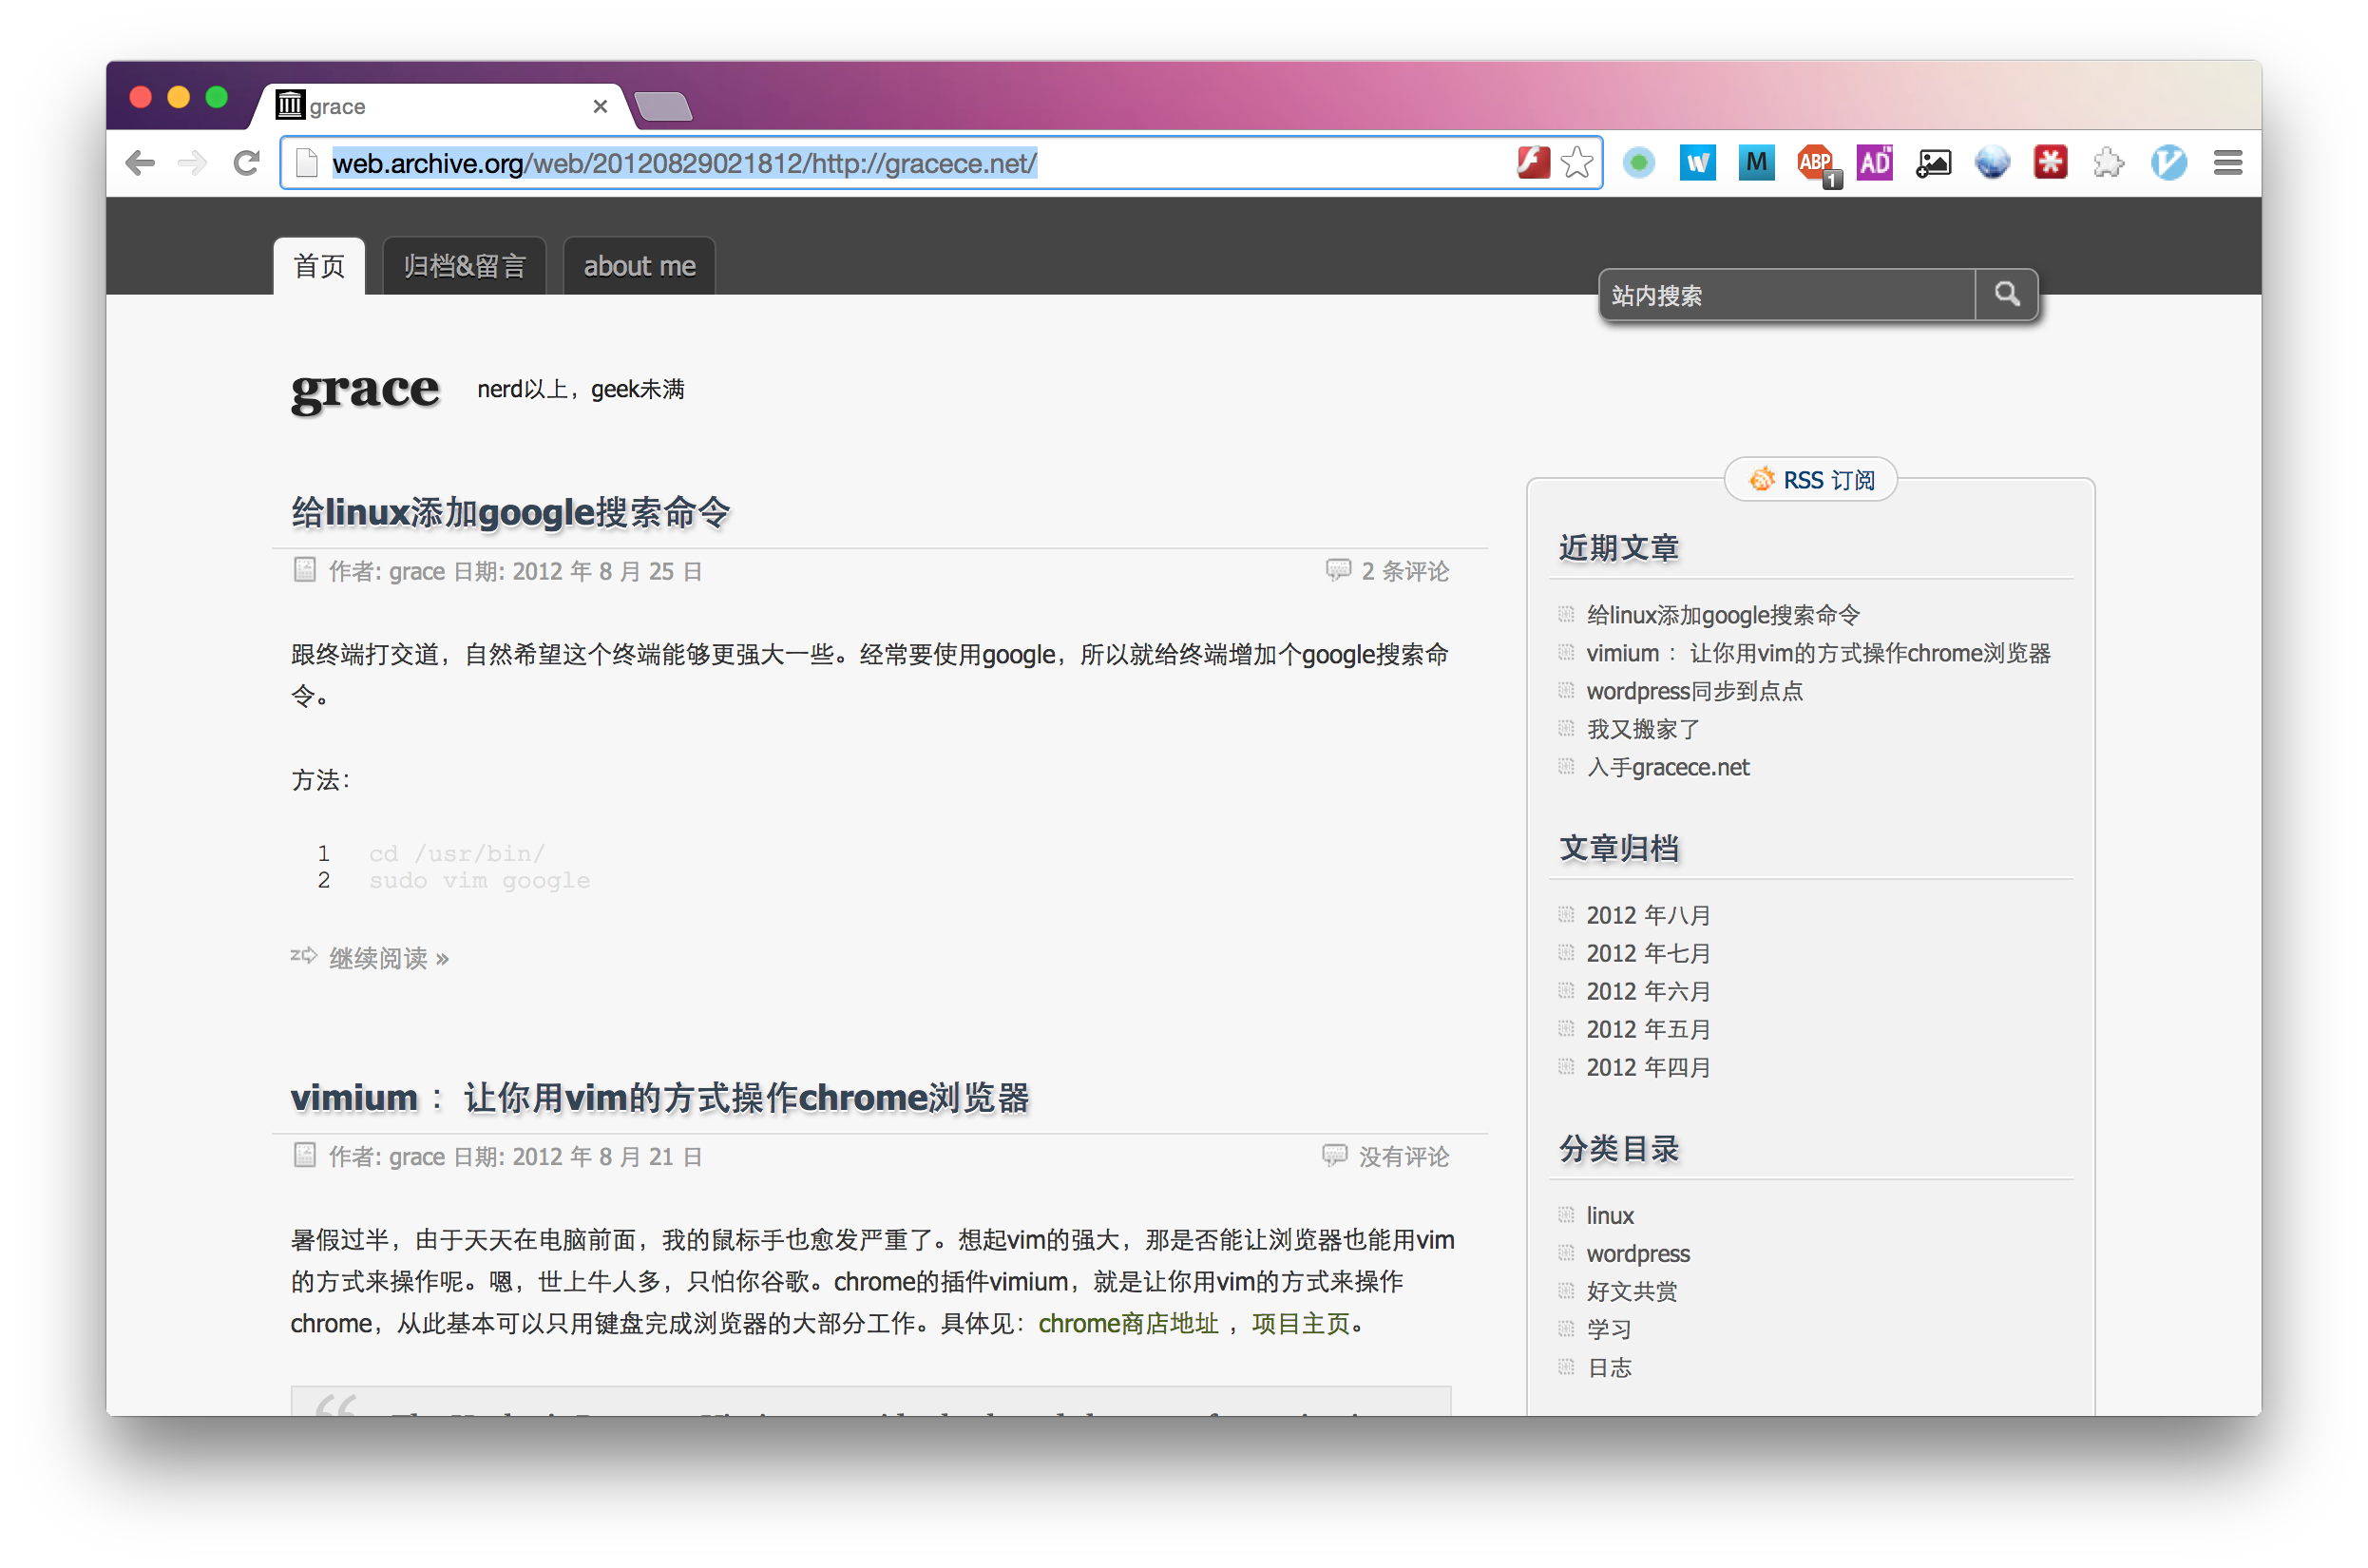 grace
web.archive.org/web/20120829021812/http://gracece.net/
ABP
1
AD
M
首页
归档&留言
about me
站内搜索
grace
nerd以上，geek未满
给linux添加google搜索命令
作者: grace 日期: 2012 年 8 月 25 日
2 条评论
跟终端打交道，自然希望这个终端能够更强大一些。经常要使用google，所以就给终端增加个google搜索命
令。
方法：
1 cd /usr/bin/
2 sudo vim google
继续阅读 »
vimium ：让你用vim的方式操作chrome浏览器
作者: grace 日期: 2012 年 8 月 21 日
没有评论
暑假过半，由于天天在电脑前面，我的鼠标手也愈发严重了。想起vim的强大，那是否能让浏览器也能用vim
的方式来操作呢。嗯，世上牛人多，只怕你谷歌。chrome的插件vimium，就是让你用vim的方式来操作
chrome，从此基本可以只用键盘完成浏览器的大部分工作。具体见：chrome商店地址 ，项目主页。
RSS 订阅
近期文章
给linux添加google搜索命令
vimium ：让你用vim的方式操作chrome浏览器
wordpress同步到点点
我又搬家了
入手gracece.net
文章归档
2012 年八月
2012 年七月
2012 年六月
2012 年五月
2012 年四月
分类目录
linux
wordpress
好文共赏
学习
日志